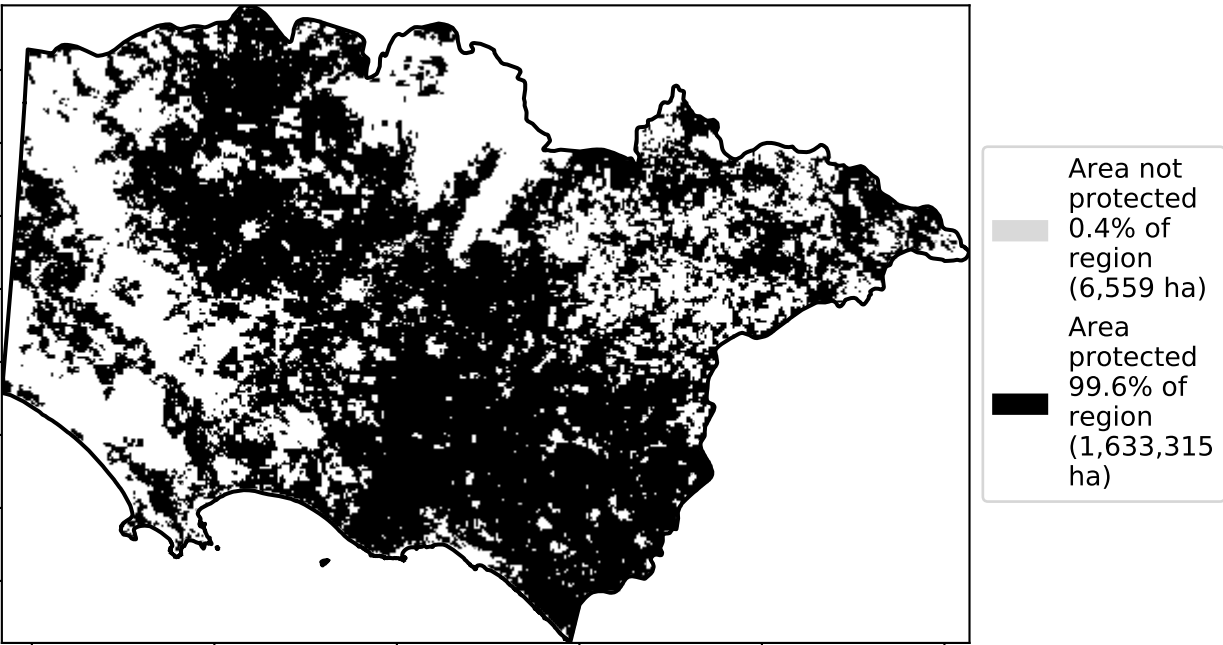 Area not
protected
0.4% of
region
(6,559 ha)
Area
protected
99.6% of
region
(1,633,315
ha)